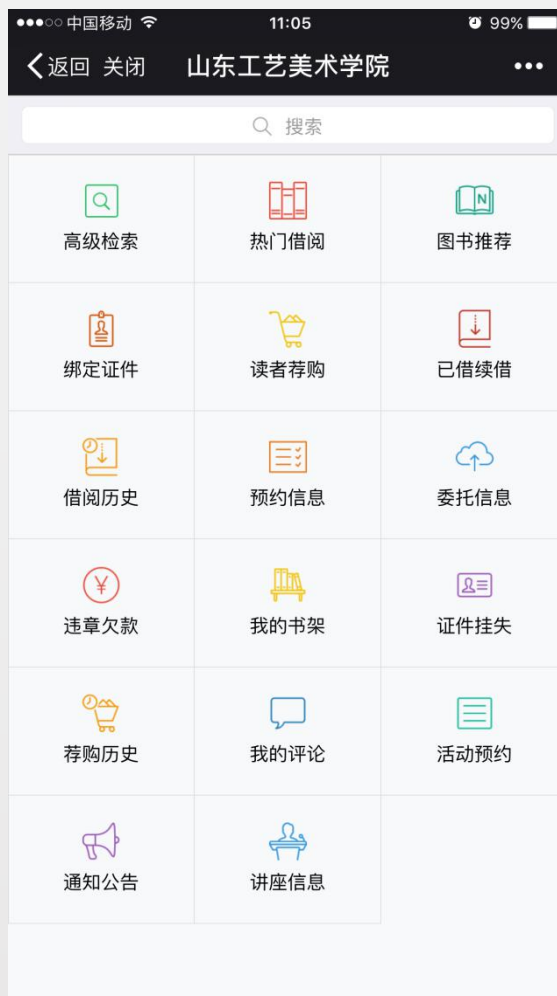 中国移动 11:05 99%
返回 关闭 山东工艺美术学院
搜索
N
高级检索 热门借阅 图书推荐
绑定证件 读者荐购 已借续借
借阅历史 预约信息 委托信息
¥
违章欠款 我的书架 证件挂失
荐购历史 我的评论 活动预约
通知公告 讲座信息